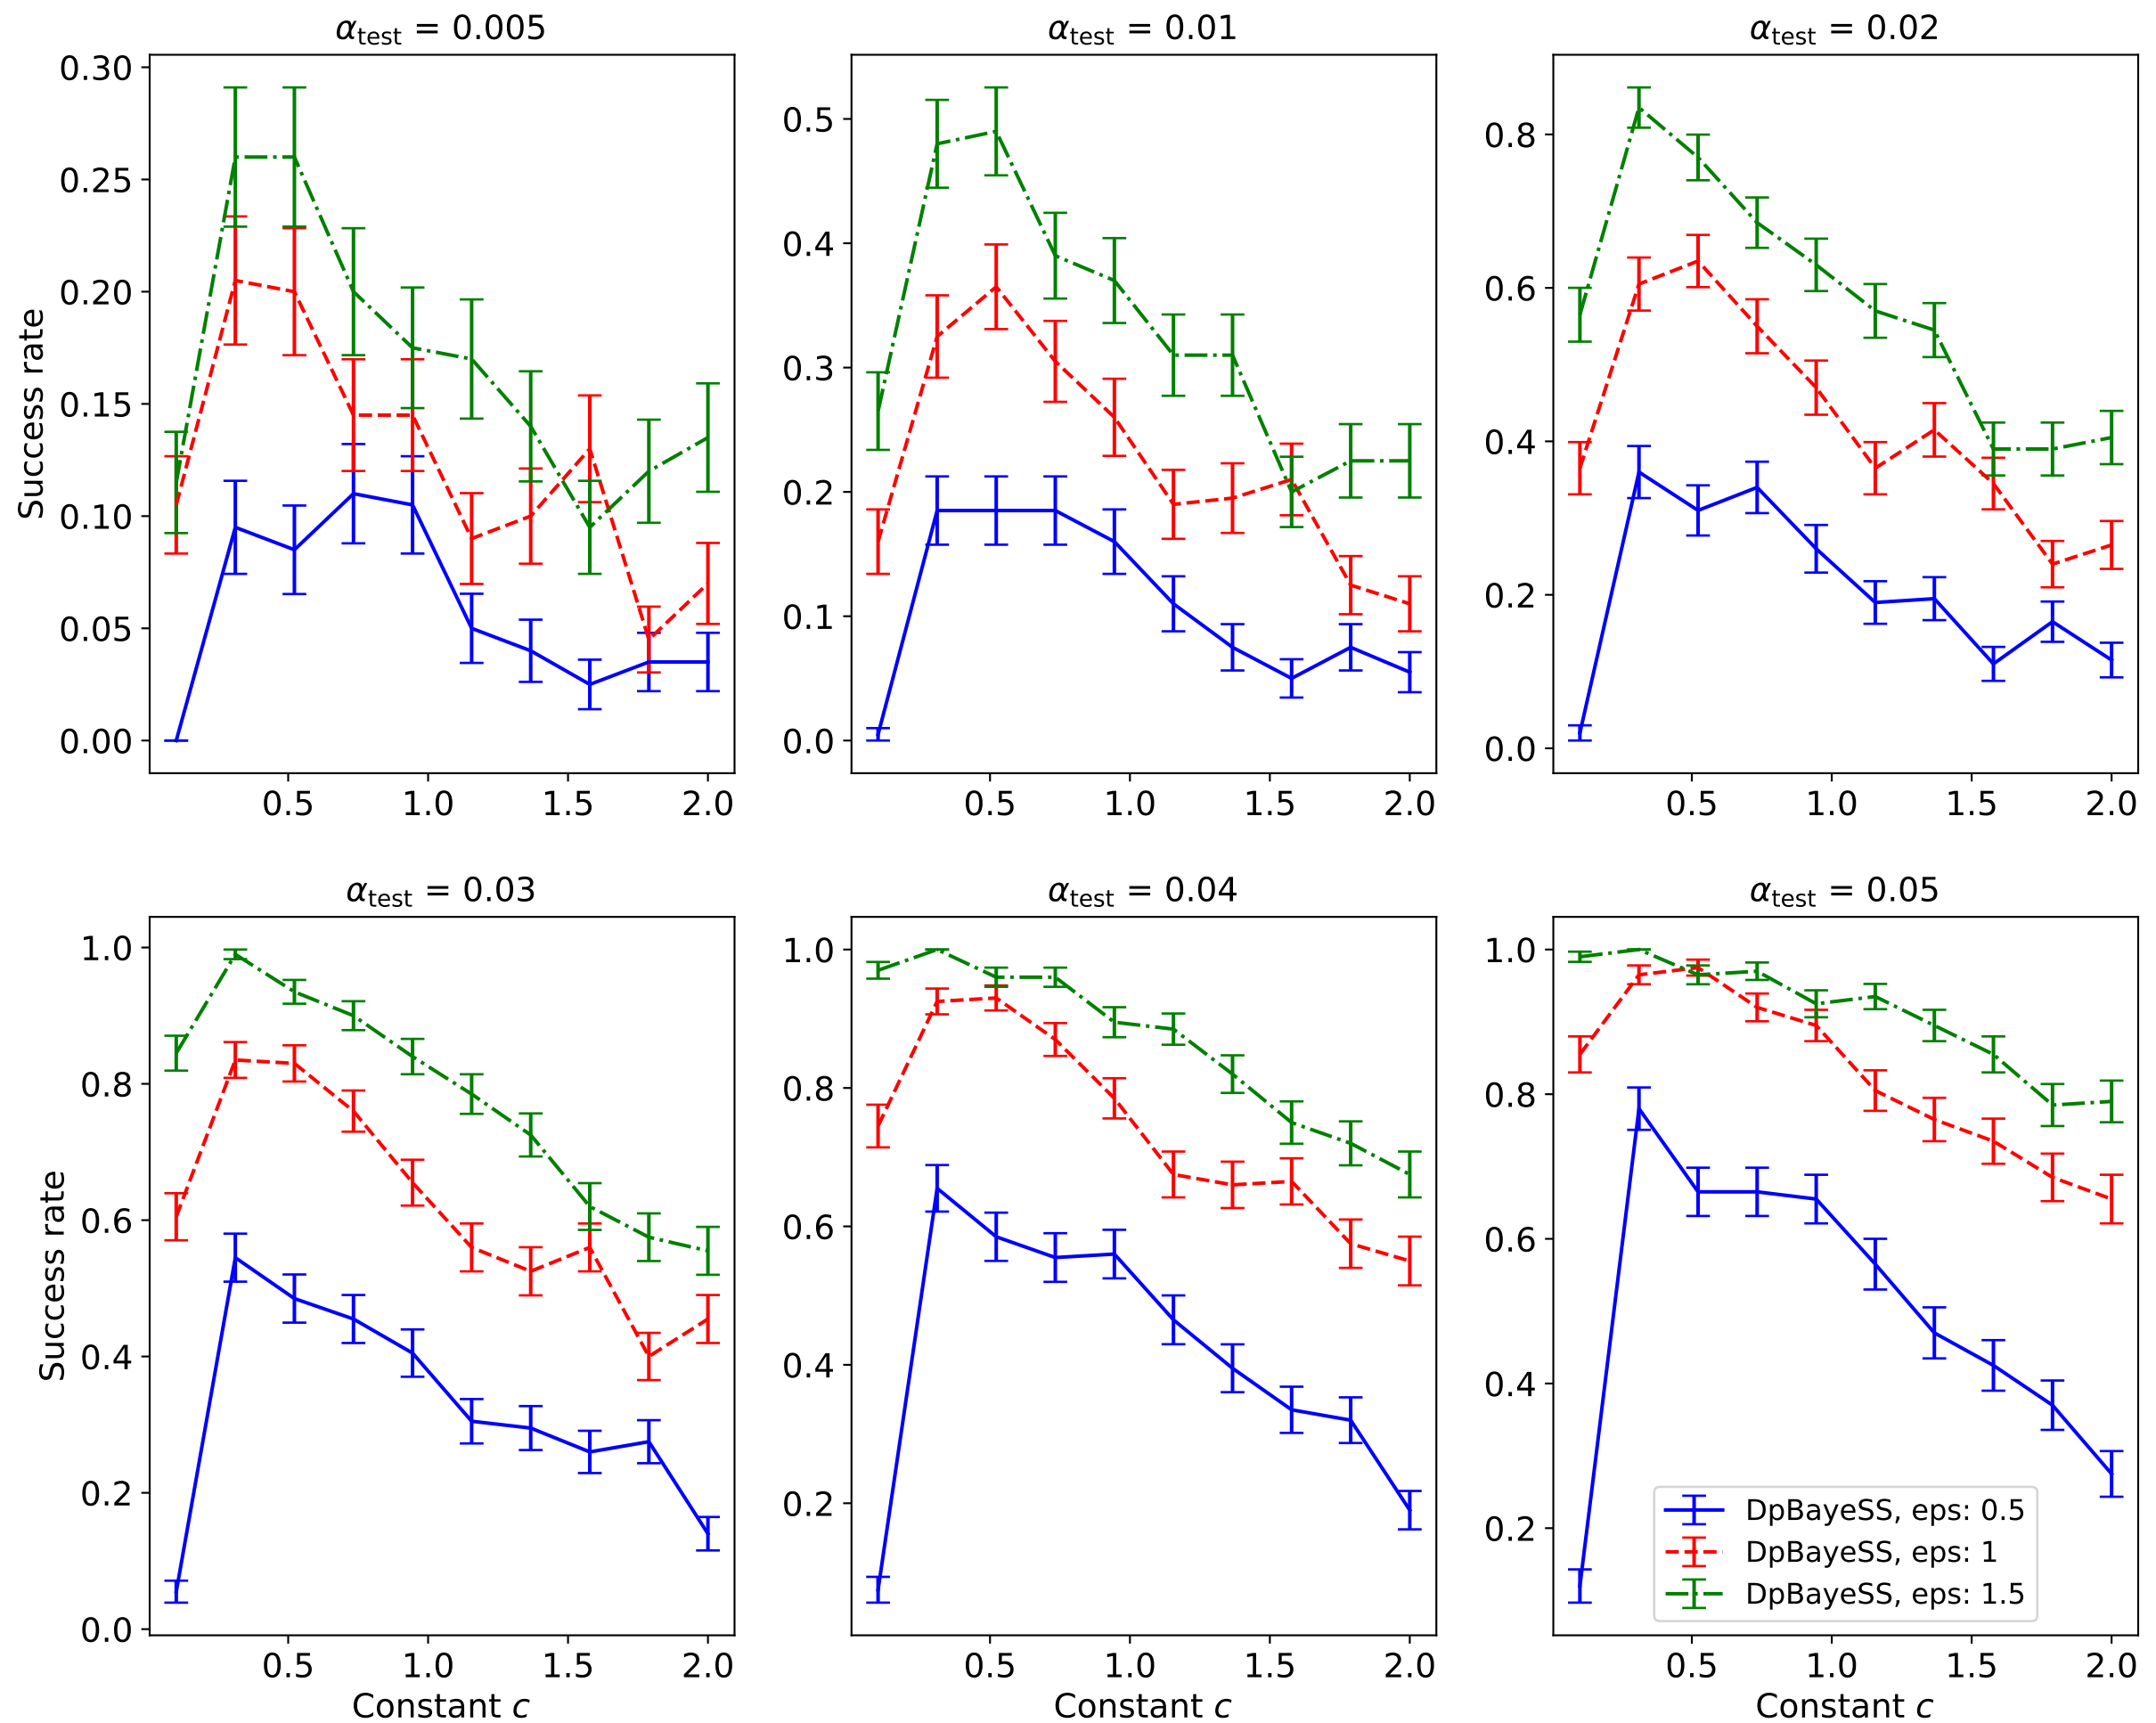 α_test = 0.005
α_test = 0.01
α_test = 0.02
Success rate
0.30
0.25
0.20
0.15
0.10
0.05
0.00
0.5 1.0 1.5 2.0
0.5
0.4
0.3
0.2
0.1
0.0
0.5 1.0 1.5 2.0
0.8
0.6
0.4
0.2
0.0
0.5 1.0 1.5 2.0
α_test = 0.03
α_test = 0.04
α_test = 0.05
Success rate
1.0
0.8
0.6
0.4
0.2
0.0
0.5 1.0 1.5 2.0
Constant c
1.0
0.8
0.6
0.4
0.2
0.5 1.0 1.5 2.0
Constant c
1.0
0.8
0.6
0.4
0.2
DpBayeSS, eps: 0.5
DpBayeSS, eps: 1
DpBayeSS, eps: 1.5
0.5 1.0 1.5 2.0
Constant c